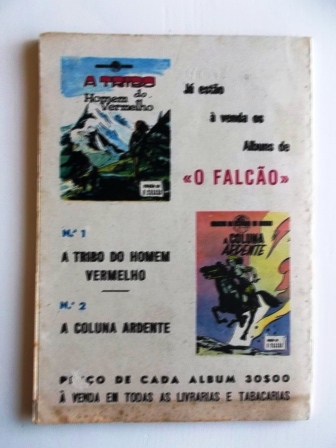 A TRIBO
do
Homem
Vermelho
Já estão
à venda os
Albuns de
«O FALCÃO»
N.º 1
A TRIBO DO HOMEM
VERMELHO
N.º 2
A COLUNA ARDENTE
A COLUNA
ARDENTE
PREÇO DE CADA ALBUM 30$00
À VENDA EM TODAS AS LIVRARIAS E TABACARIAS